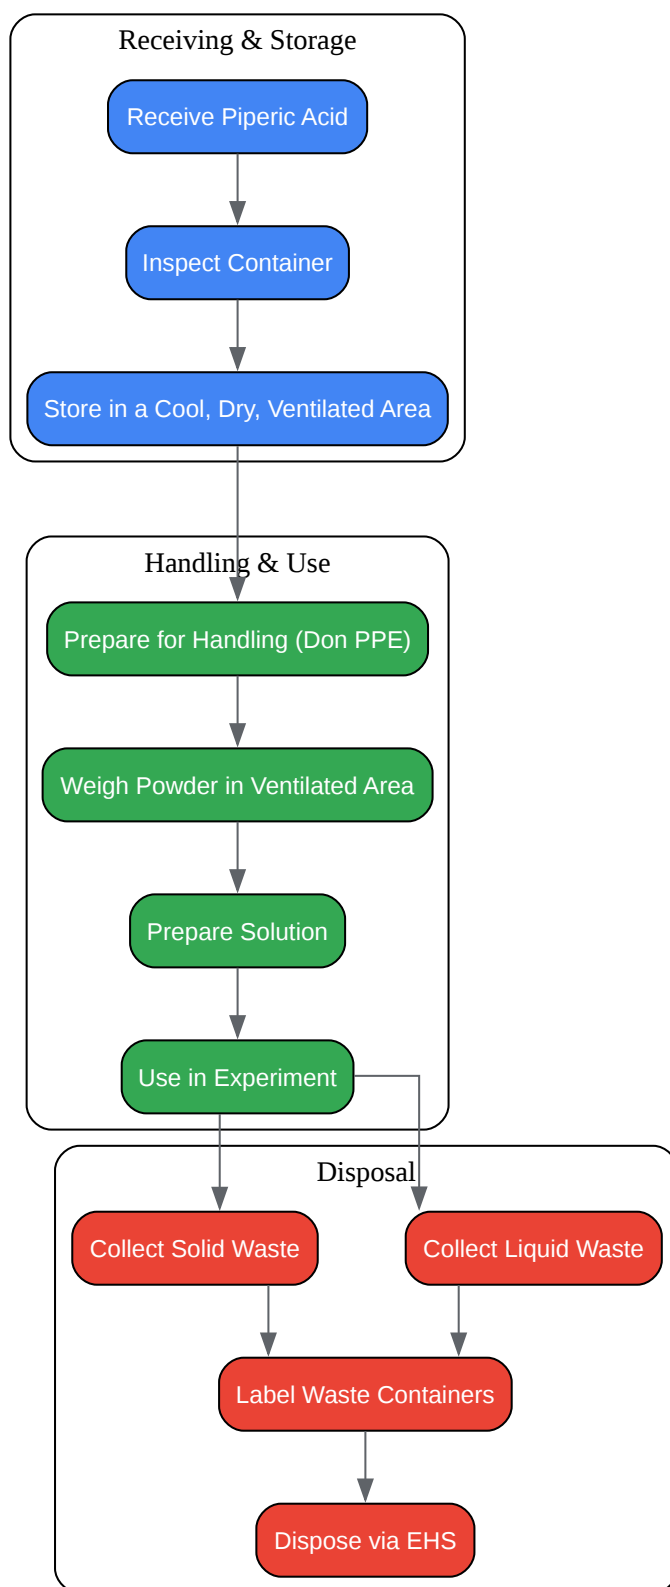 Receiving & Storage
Receive Piperic Acid
Inspect Container
Store in a Cool, Dry, Ventilated Area
Handling & Use
Prepare for Handling (Don PPE)
Weigh Powder in Ventilated Area
Prepare Solution
Use in Experiment
Disposal
Collect Solid Waste
Collect Liquid Waste
Label Waste Containers
Dispose via EHS